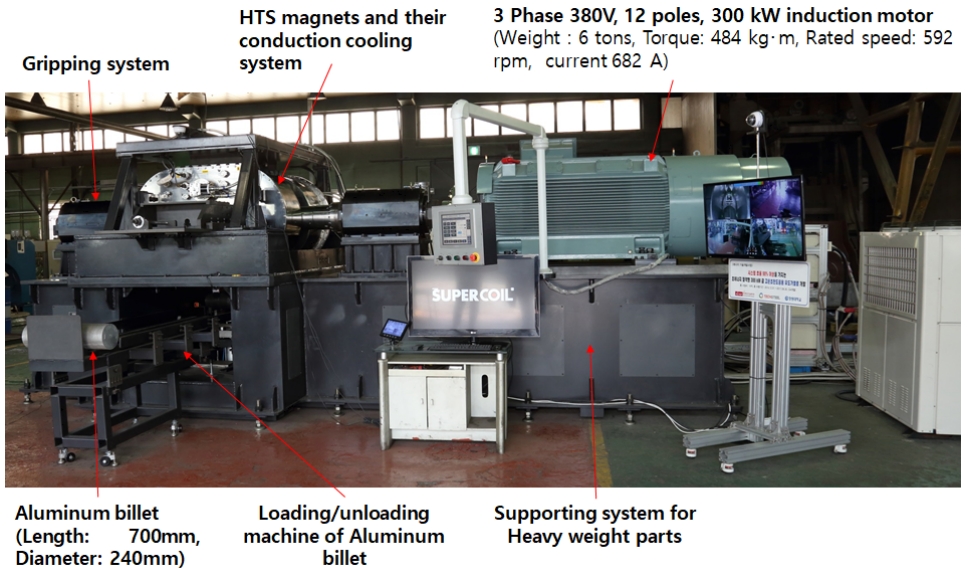 HTS magnets and their
conduction cooling
system
3 Phase 380V, 12 poles, 300 kW induction motor
(Weight : 6 tons, Torque: 484 kg·m, Rated speed: 592
rpm, current 682 A)
Gripping system
SUPERCOIL
Aluminum billet
(Length: 700mm,
Diameter: 240mm)
Loading/unloading
machine of Aluminum
billet
Supporting system for
Heavy weight parts